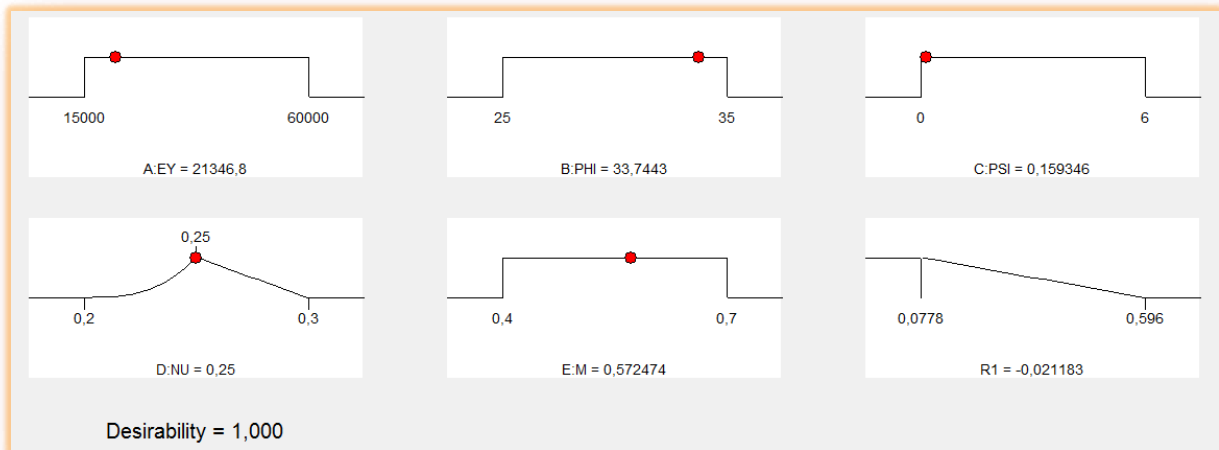 15000 60000
A:EY = 21346,8
25 35
B:PHI = 33,7443
0 6
C:PSI = 0,159346
0,25
0,2 0,3
D:NU = 0,25
0,4 0,7
E:M = 0,572474
0,0778 0,596
R1 = -0,021183
Desirability = 1,000